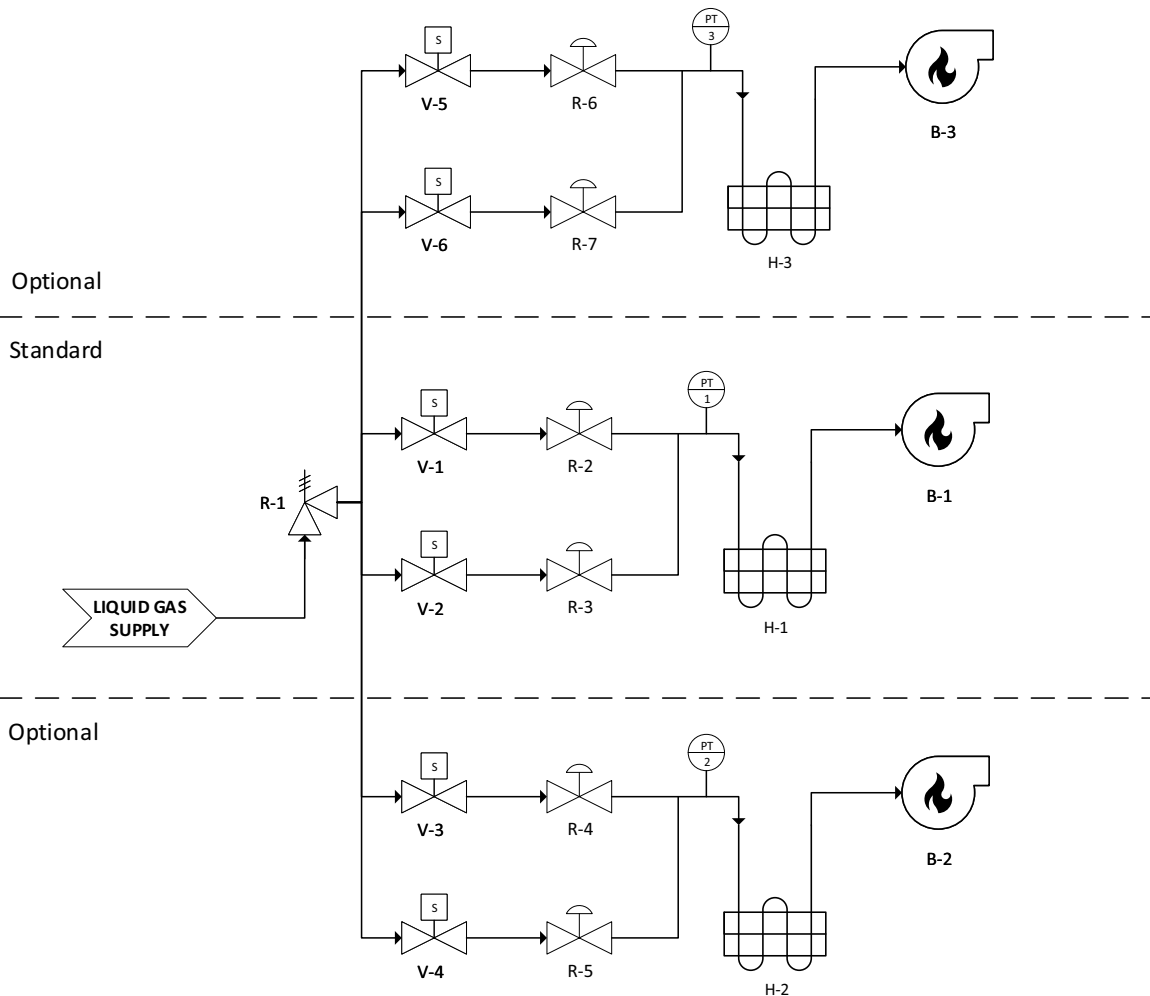 PT
3
S
V-5
R-6
B-3
S
V-6
R-7
H-3
Optional
Standard
PT
1
S
V-1
R-2
B-1
R-1
S
V-2
R-3
H-1
LIQUID GAS
SUPPLY
Optional
PT
2
S
V-3
R-4
B-2
S
V-4
R-5
H-2